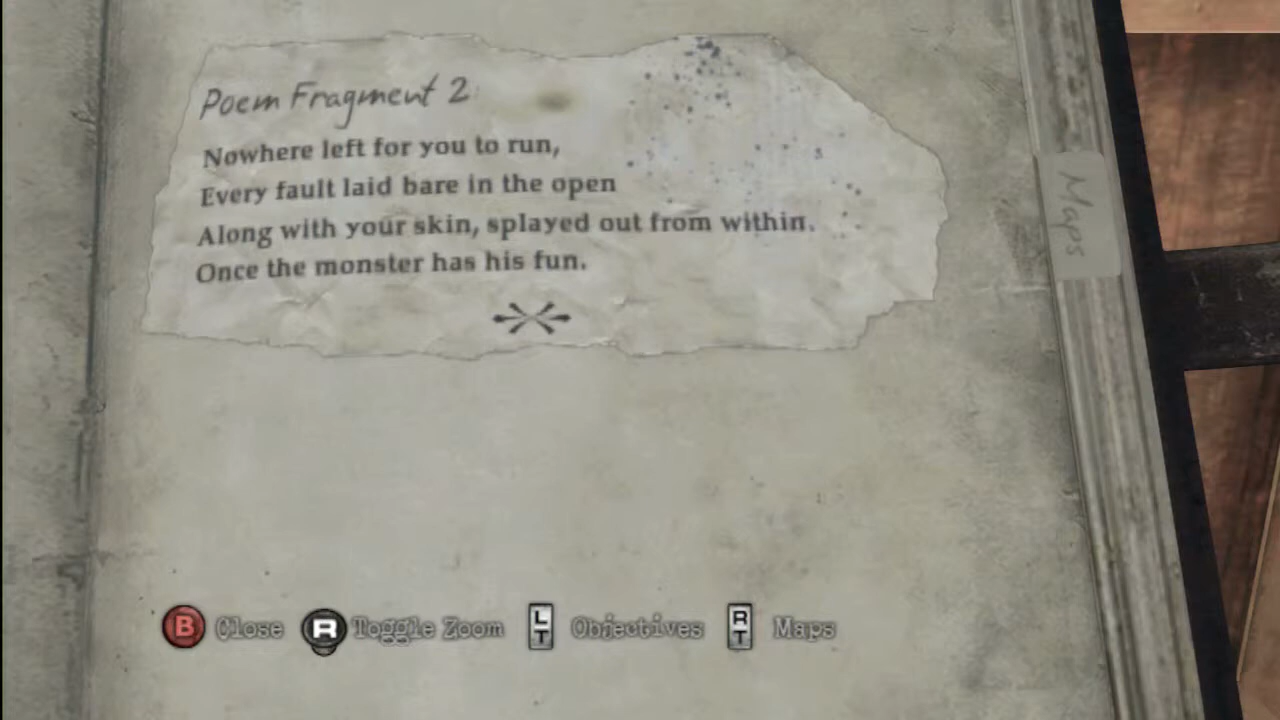 Poem Fragment 2
Nowhere left for you to run,
Every fault laid bare in the open
Along with your skin, splayed out from within.
Once the monster has his fun.
Maps
B Close R Toggle Zoom LT Objectives RT Maps